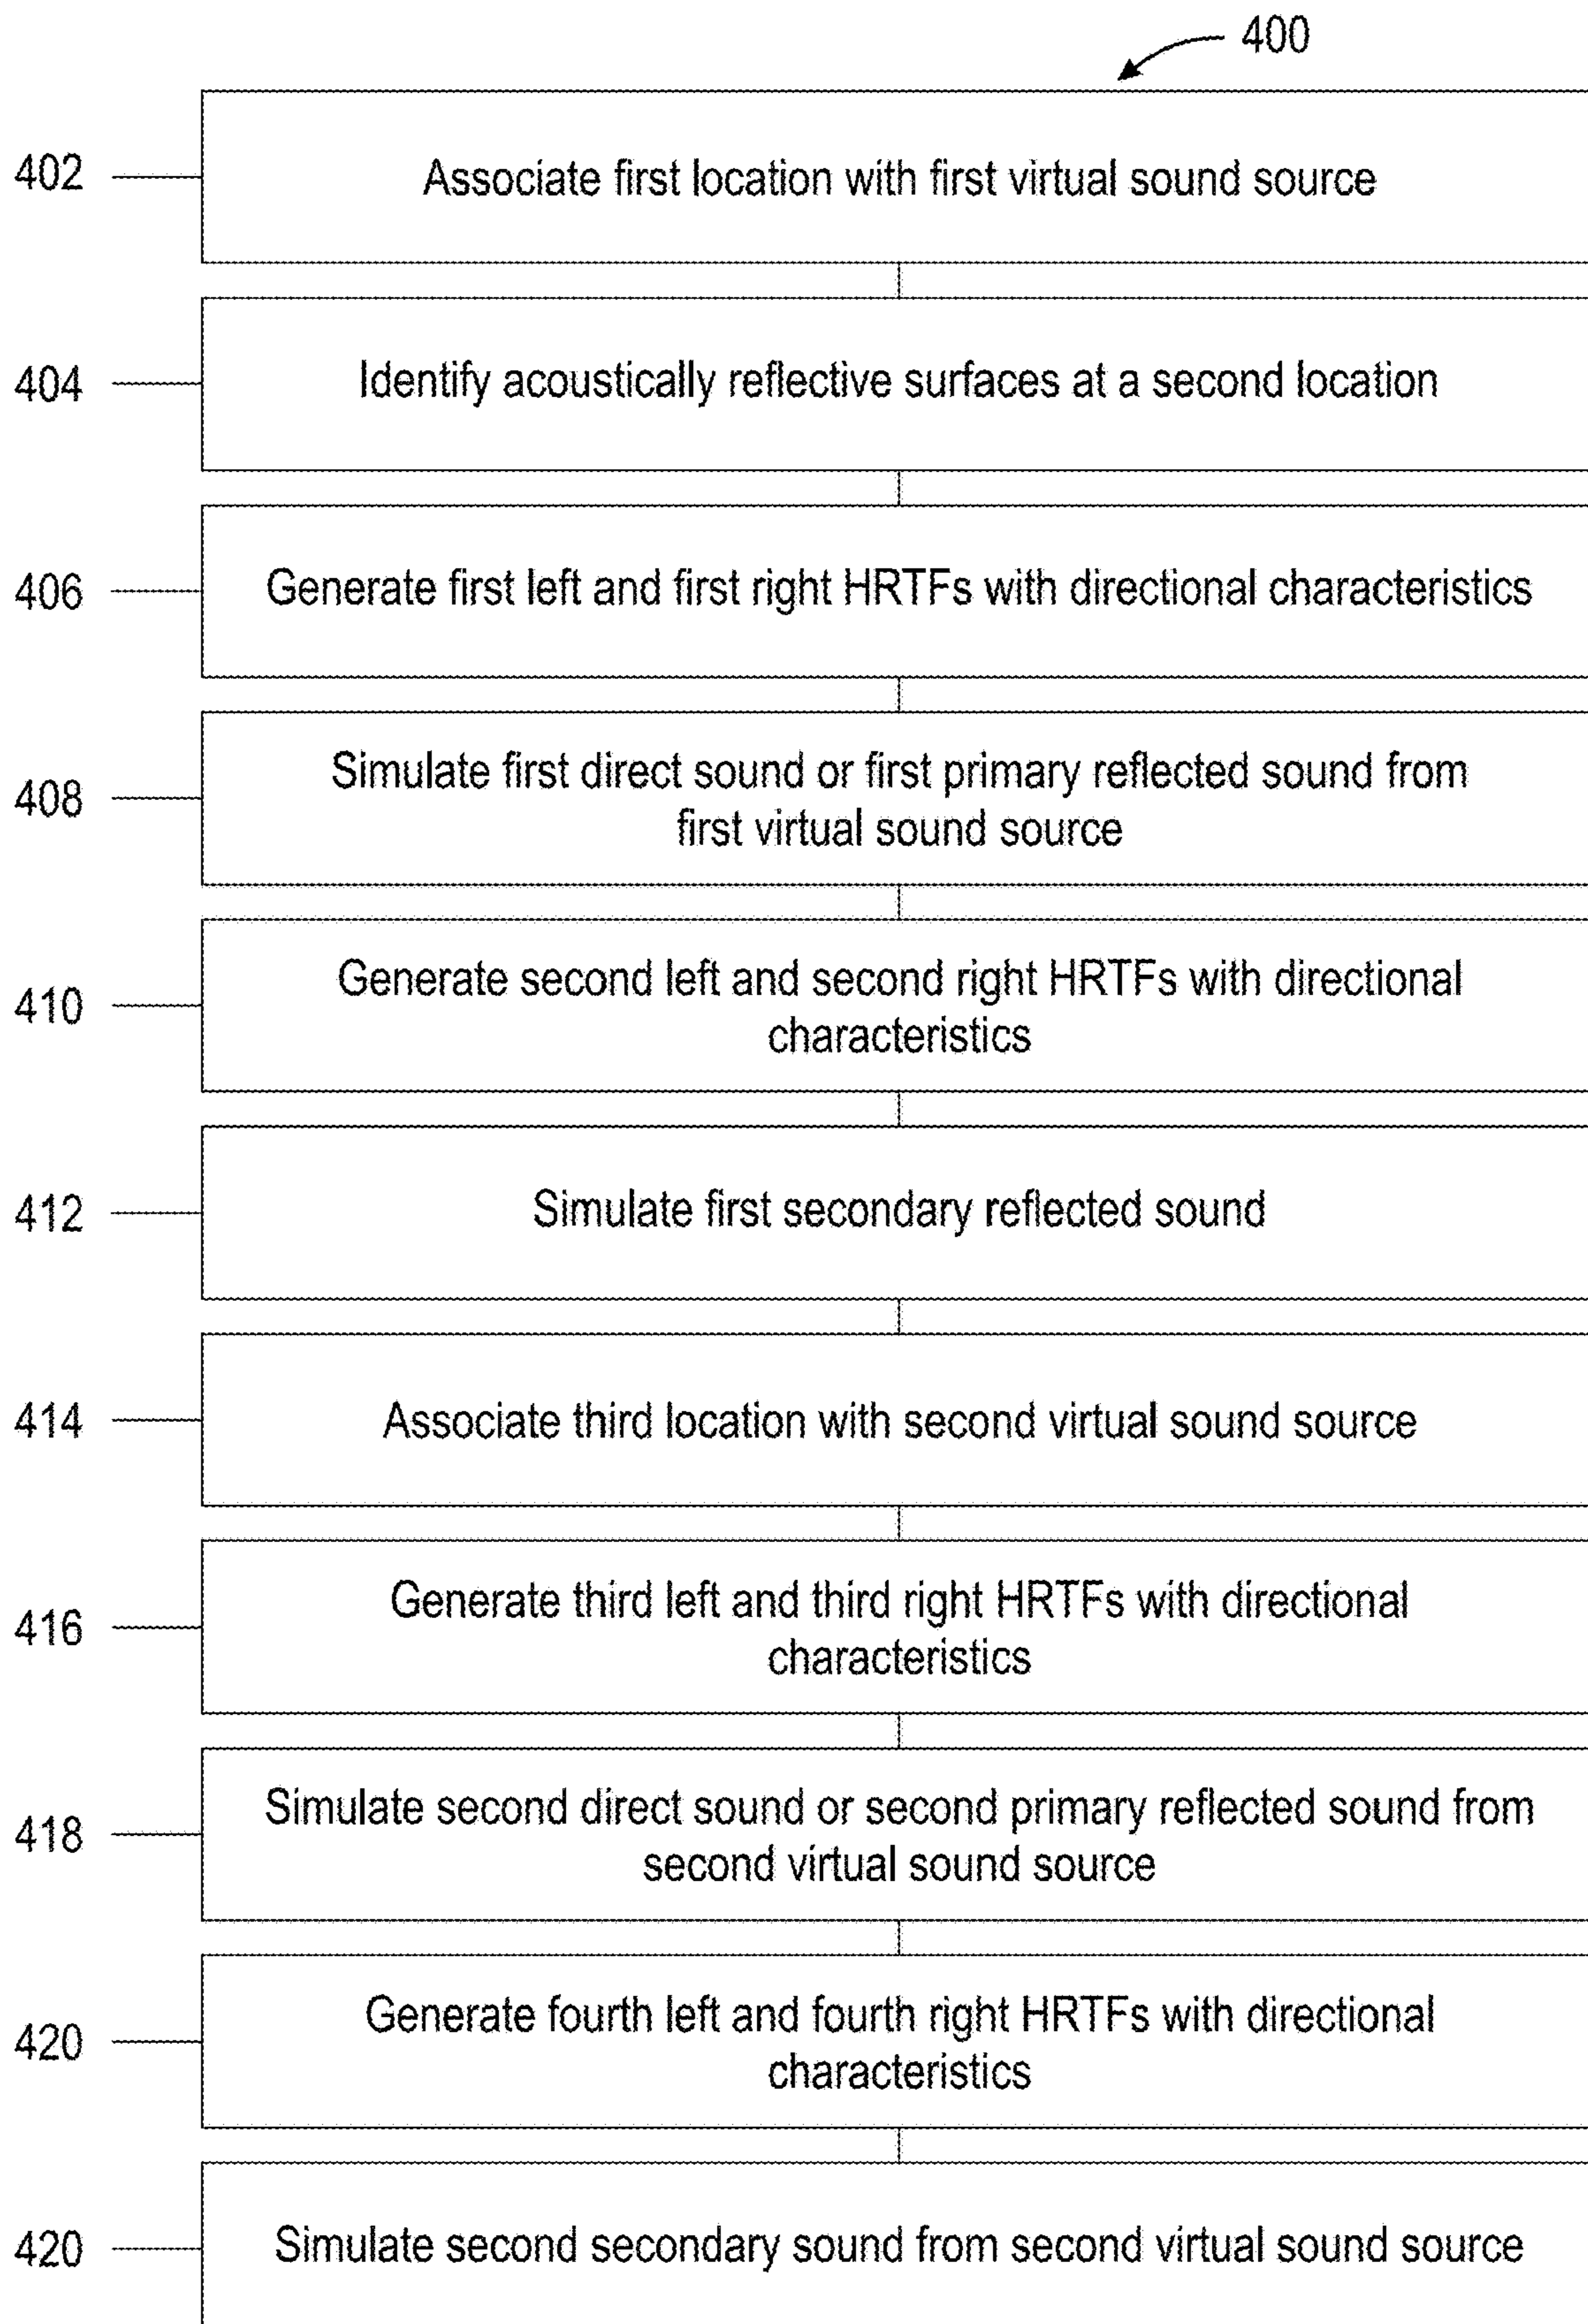 400
402
Associate first location with first virtual sound source
404
Identify acoustically reflective surfaces at a second location
406
Generate first left and first right HRTFs with directional characteristics
408
Simulate first direct sound or first primary reflected sound from
first virtual sound source
410
Generate second left and second right HRTFs with directional
characteristics
412
Simulate first secondary reflected sound
414
Associate third location with second virtual sound source
416
Generate third left and third right HRTFs with directional
characteristics
418
Simulate second direct sound or second primary reflected sound from
second virtual sound source
420
Generate fourth left and fourth right HRTFs with directional
characteristics
420
Simulate second secondary sound from second virtual sound source